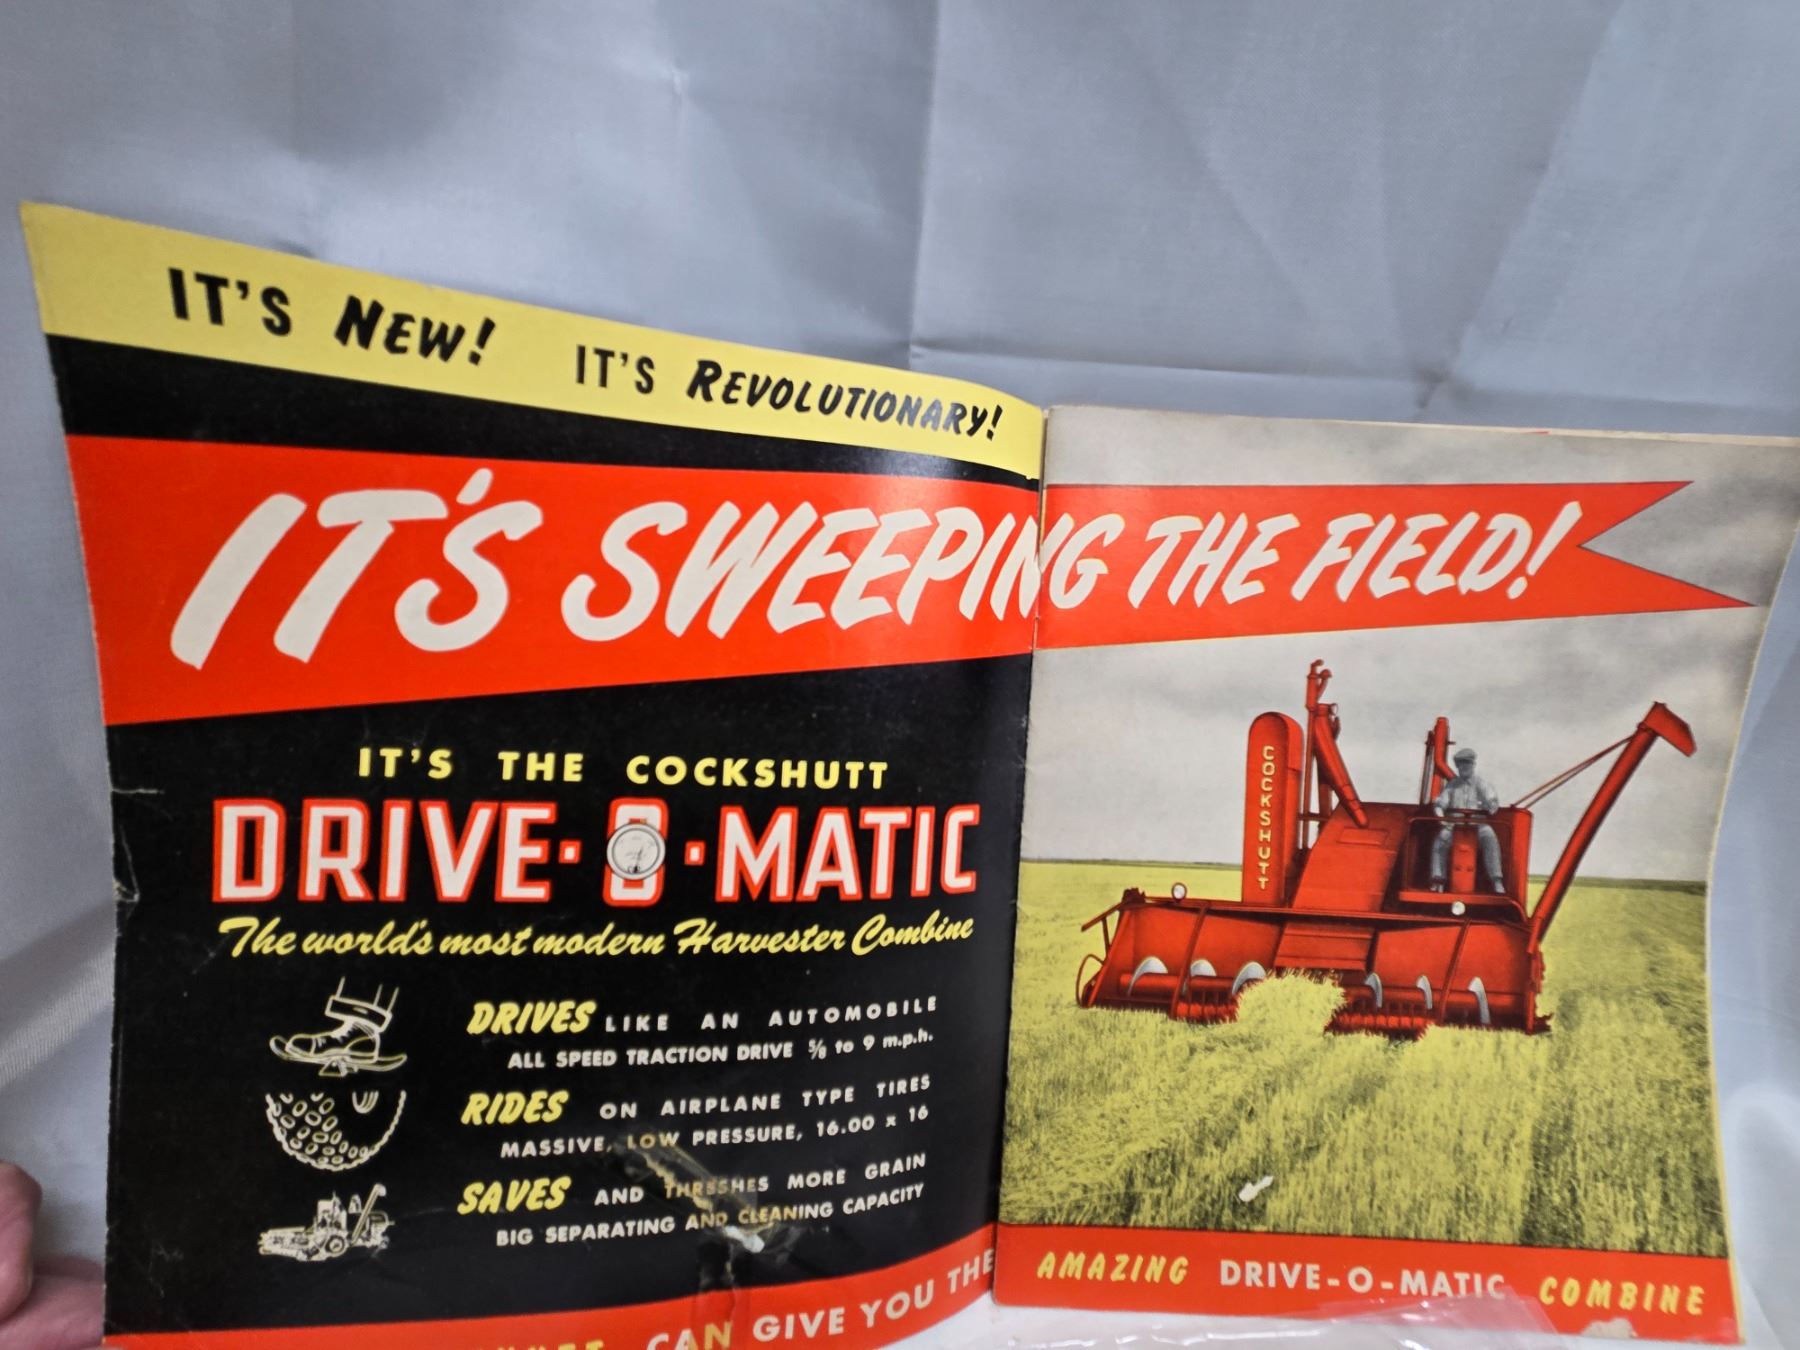 IT'S NEW! IT'S REVOLUTIONARY!
IT'S SWEEPING THE FIELD!
IT'S THE COCKSHUTT
DRIVE-O-MATIC
The world's most modern Harvester Combine
DRIVES LIKE AN AUTOMOBILE
ALL SPEED TRACTION DRIVE ⅝ to 9 m.p.h.
RIDES ON AIRPLANE TYPE TIRES
MASSIVE, LOW PRESSURE, 16.00 x 16
SAVES AND THRESHES MORE GRAIN
BIG SEPARATING AND CLEANING CAPACITY
CAN GIVE YOU THE
COCKSHUTT
AMAZING DRIVE-O-MATIC COMBINE